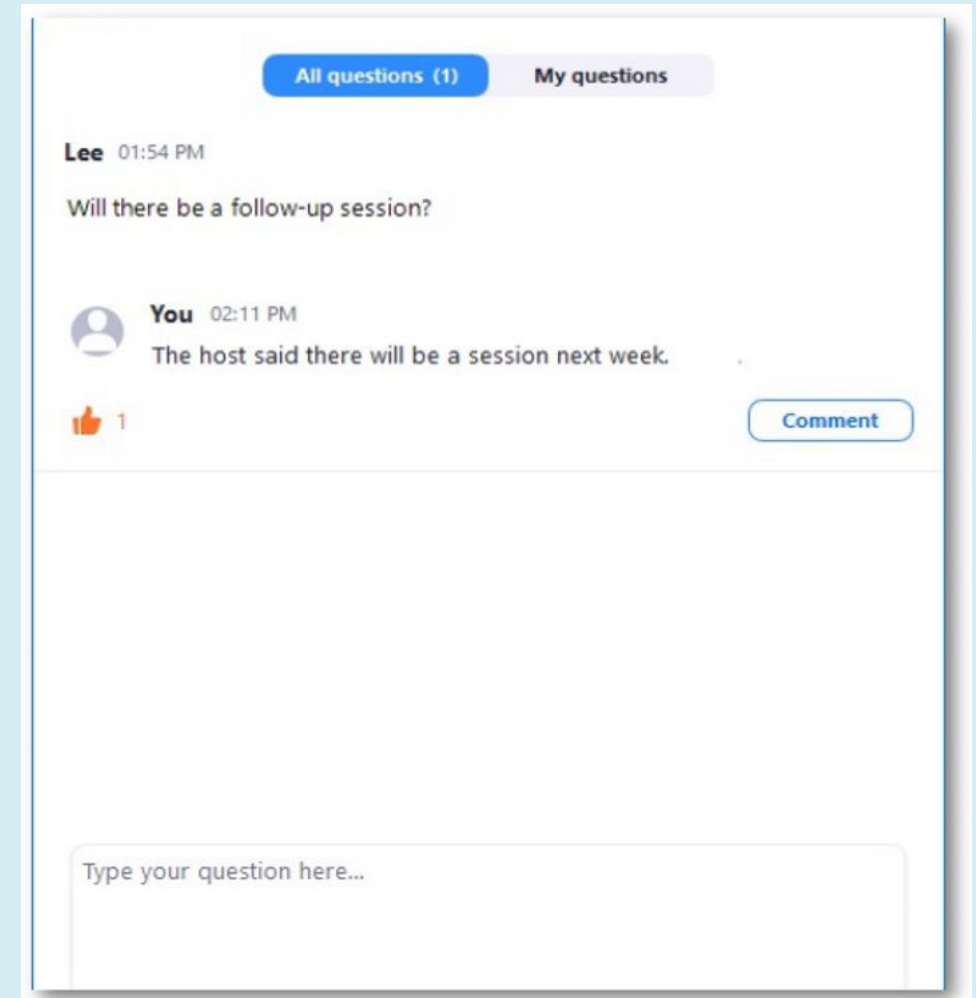 All questions (1) My questions
Lee 01:54 PM
Will there be a follow-up session?
You 02:11 PM
The host said there will be a session next week.
1 Comment
Type your question here...